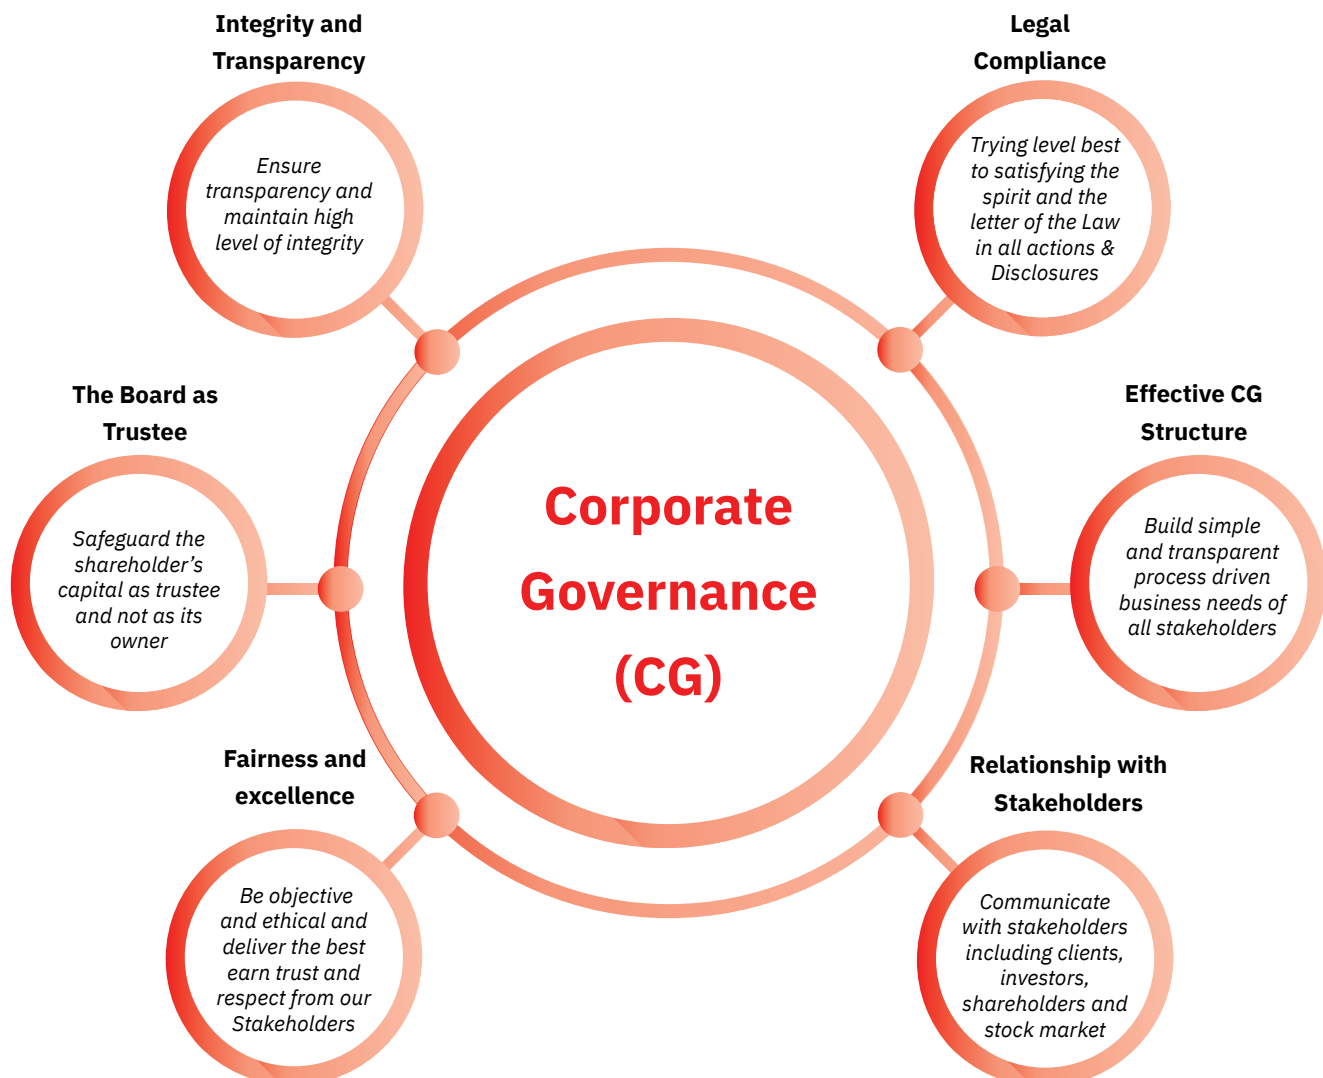 Integrity and
Transparency
Ensure
transparency and
maintain high
level of integrity
Legal
Compliance
Trying level best
to satisfying the
spirit and the
letter of the Law
in all actions &
Disclosures
The Board as
Trustee
Safeguard the
shareholder’s
capital as trustee
and not as its
owner
Corporate
Governance
(CG)
Effective CG
Structure
Build simple
and transparent
process driven
business needs of
all stakeholders
Fairness and
excellence
Be objective
and ethical and
deliver the best
earn trust and
respect from our
Stakeholders
Relationship with
Stakeholders
Communicate
with stakeholders
including clients,
investors,
shareholders and
stock market